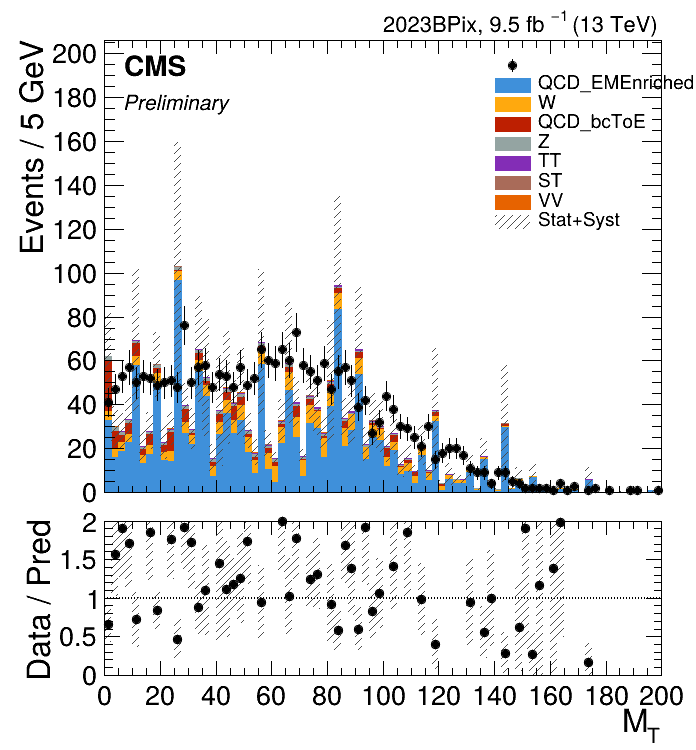 2023BPix, 9.5 fb⁻¹ (13 TeV)
CMS
Preliminary
QCD_EMEnriched
W
QCD_bcToE
Z
TT
ST
VV
Stat+Syst
Events / 5 GeV
200
180
160
140
120
100
80
60
40
20
0
Data / Pred
2
1.5
1
0.5
0
0 20 40 60 80 100 120 140 160 180 200
M_T